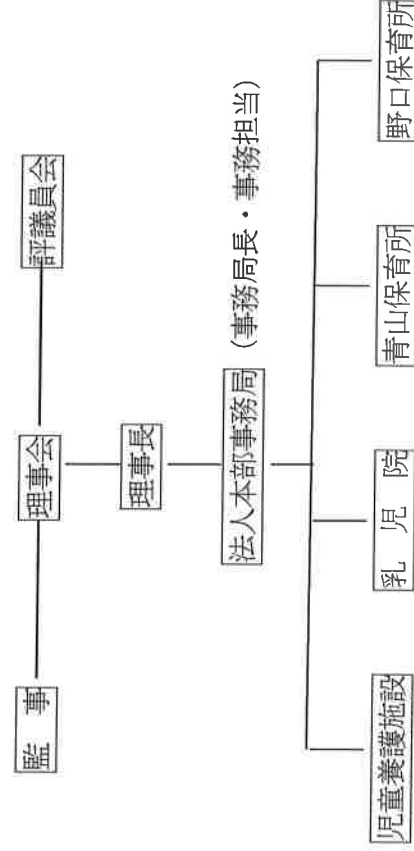 監 事
理事会
評議員会
理事長
法人本部事務局 (事務局長・事務担当)
児童養護施設
乳 児 院
青山保育所
野口保育所